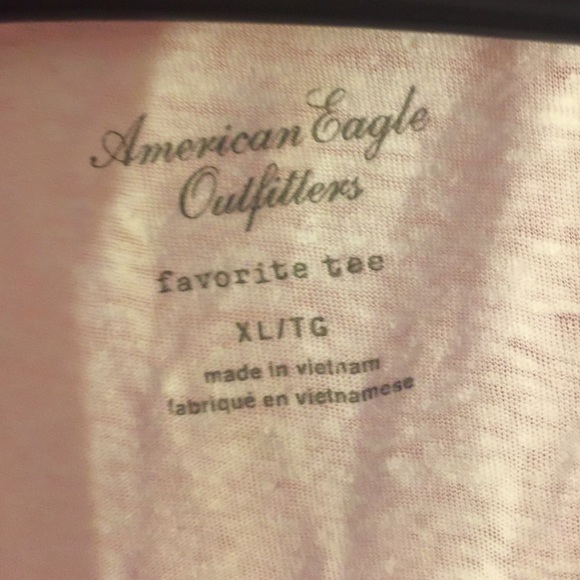 American Eagle
Outfitters
favorite tee
XL/TG
made in vietnam
fabriqué en vietnamese